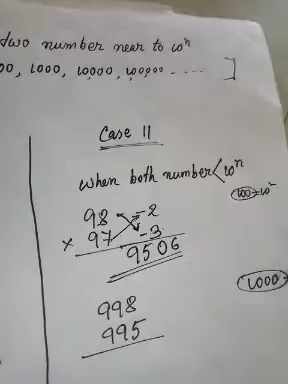 two number near to 10ⁿ
00, 1000, 10000, 100000 - - - - ]
Case II
when both number < 10ⁿ
100 = 10²
98 -2
× 97 -3
9506
1000
998
995